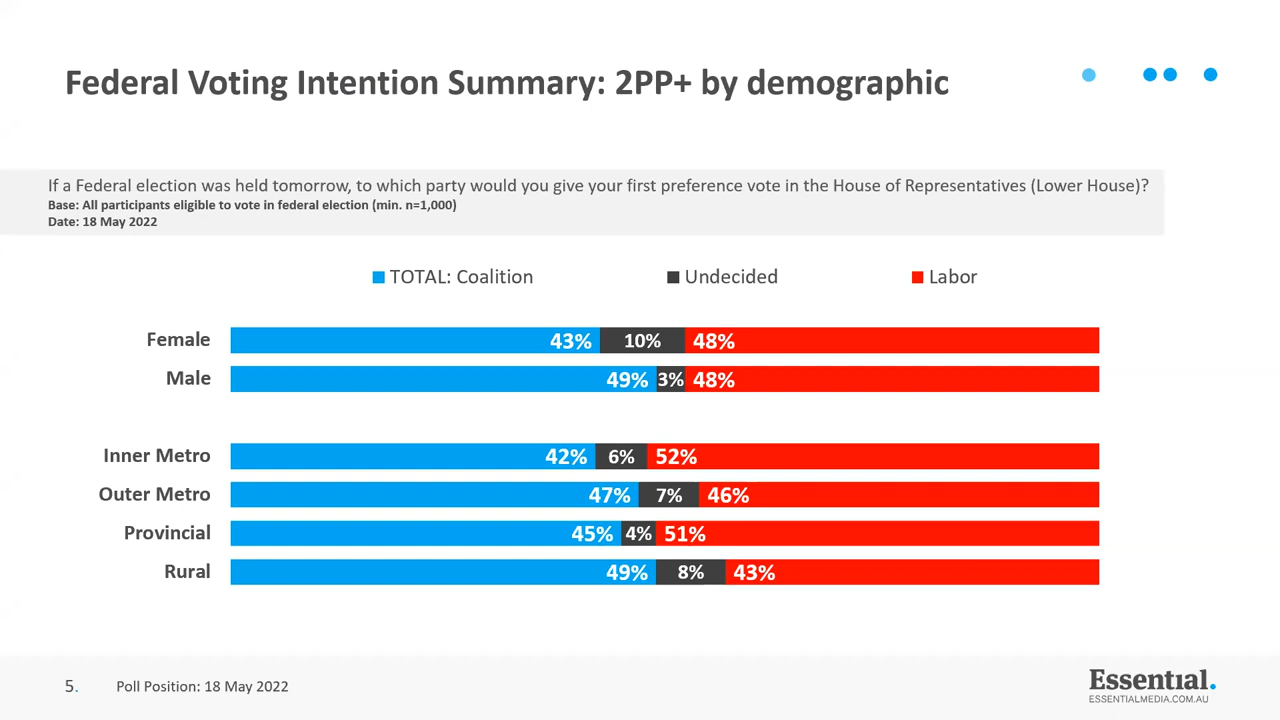 Federal Voting Intention Summary: 2PP+ by demographic
If a Federal election was held tomorrow, to which party would you give your first preference vote in the House of Representatives (Lower House)?
Base: All participants eligible to vote in federal election (min. n=1,000)
Date: 18 May 2022
TOTAL: Coalition Undecided Labor
Female 43% 10% 48%
Male 49% 3% 48%
Inner Metro 42% 6% 52%
Outer Metro 47% 7% 46%
Provincial 45% 4% 51%
Rural 49% 8% 43%
5. Poll Position: 18 May 2022
Essential.
ESSENTIALMEDIA.COM.AU